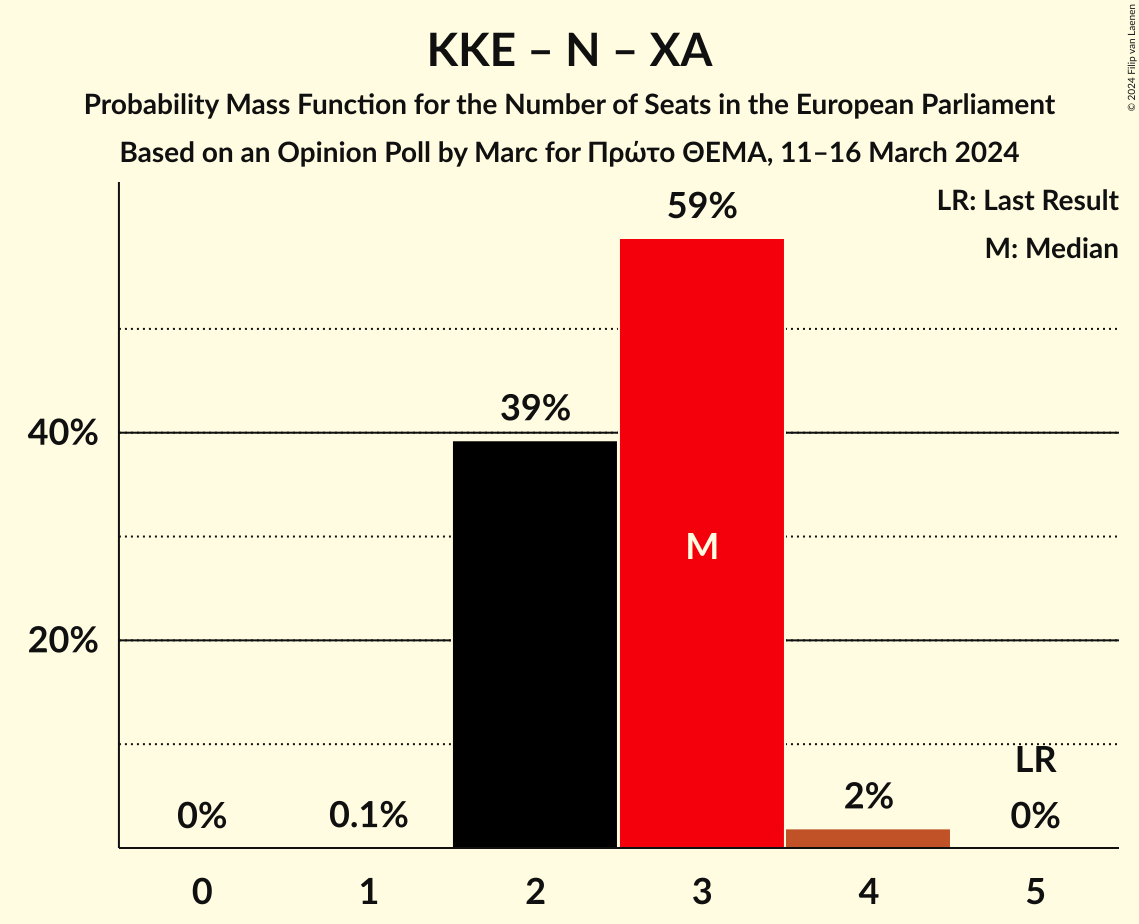 KKE – N – ΧΑ
Probability Mass Function for the Number of Seats in the European Parliament
Based on an Opinion Poll by Marc for Πρώτο ΘΕΜΑ, 11–16 March 2024
© 2024 Filip van Laenen
LR: Last Result
M: Median
59%
39%
40%
M
20%
LR
2%
0%
0.1%
0%
0
1
2
3
4
5